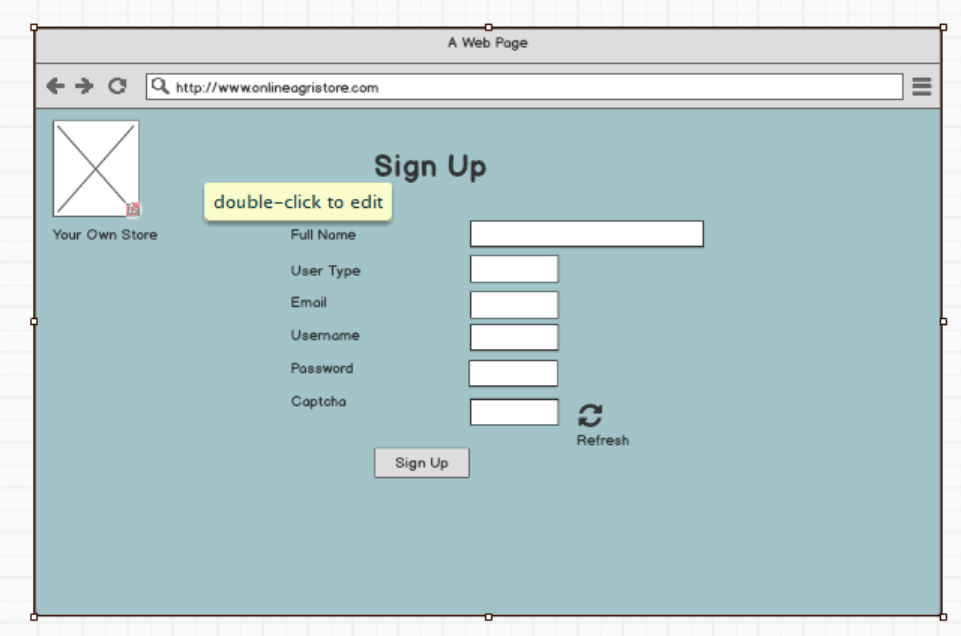 A Web Page
http://www.onlineagristore.com
Sign Up
double-click to edit
Your Own Store
Full Name
User Type
Email
Username
Password
Captcha
Refresh
Sign Up